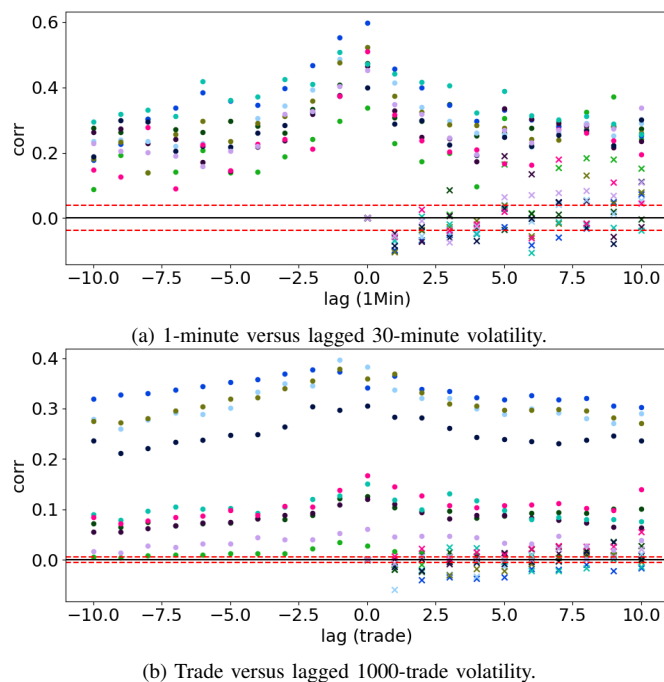 0.6
0.4
corr
0.2
0.0
−10.0 −7.5 −5.0 −2.5 0.0 2.5 5.0 7.5 10.0
lag (1Min)
(a) 1-minute versus lagged 30-minute volatility.
0.4
0.3
corr
0.2
0.1
0.0
−10.0 −7.5 −5.0 −2.5 0.0 2.5 5.0 7.5 10.0
lag (trade)
(b) Trade versus lagged 1000-trade volatility.